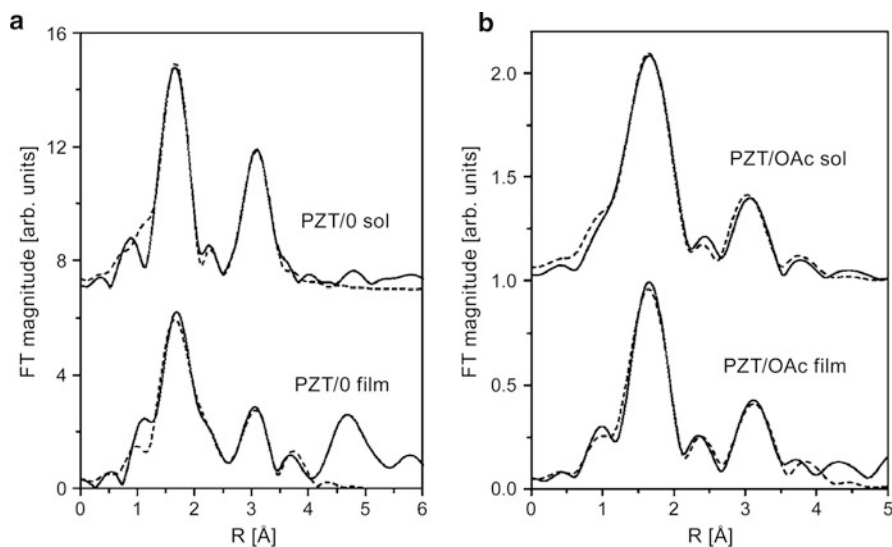 a
16
12
8
4
0
FT magnitude [arb. units]
PZT/0 sol
PZT/0 film
0 1 2 3 4 5 6
R [Å]
b
2.0
1.5
1.0
0.5
0.0
FT magnitude [arb. units]
PZT/OAc sol
PZT/OAc film
0 1 2 3 4 5
R [Å]